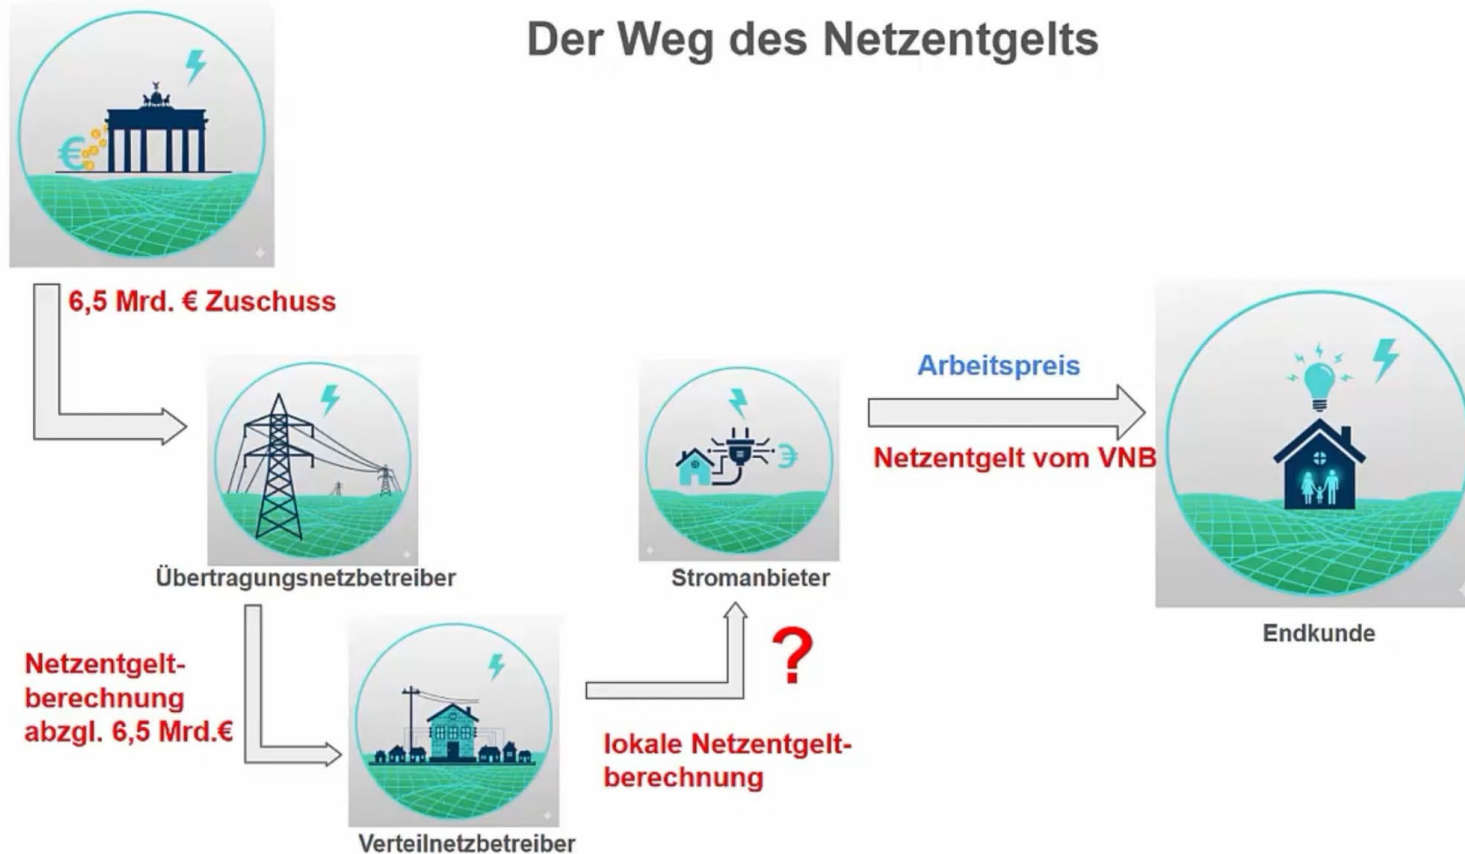 Der Weg des Netzentgelts
6,5 Mrd. € Zuschuss
Übertragungsnetzbetreiber
Netzentgelt-
berechnung
abzgl. 6,5 Mrd.€
Verteilnetzbetreiber
lokale Netzentgelt-
berechnung
?
Stromanbieter
Arbeitspreis
Netzentgelt vom VNB
Endkunde